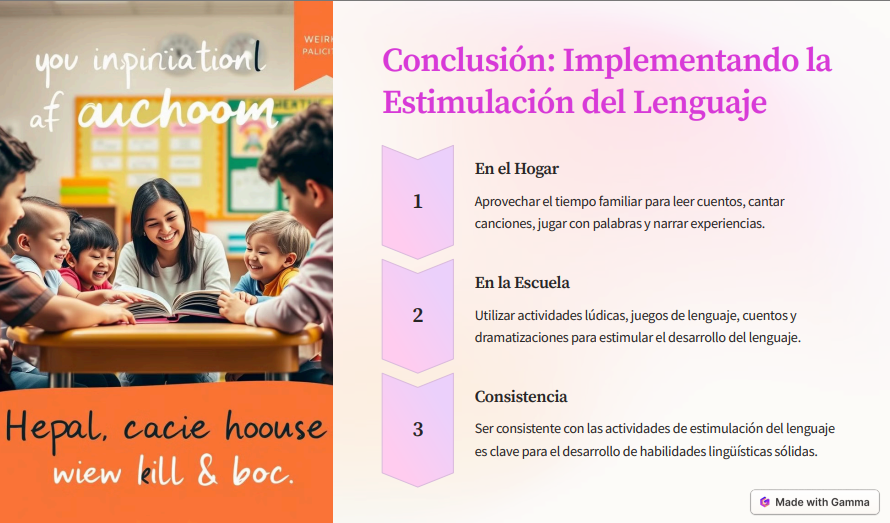 you inpiriationl
af auchoom
WEIRK
PALICIT
Hepal, cacie hoouse
wiew kill & boc.
Conclusión: Implementando la
Estimulación del Lenguaje
1
En el Hogar
Aprovechar el tiempo familiar para leer cuentos, cantar
canciones, jugar con palabras y narrar experiencias.
2
En la Escuela
Utilizar actividades lúdicas, juegos de lenguaje, cuentos y
dramatizaciones para estimular el desarrollo del lenguaje.
3
Consistencia
Ser consistente con las actividades de estimulación del lenguaje
es clave para el desarrollo de habilidades lingüísticas sólidas.
Made with Gamma